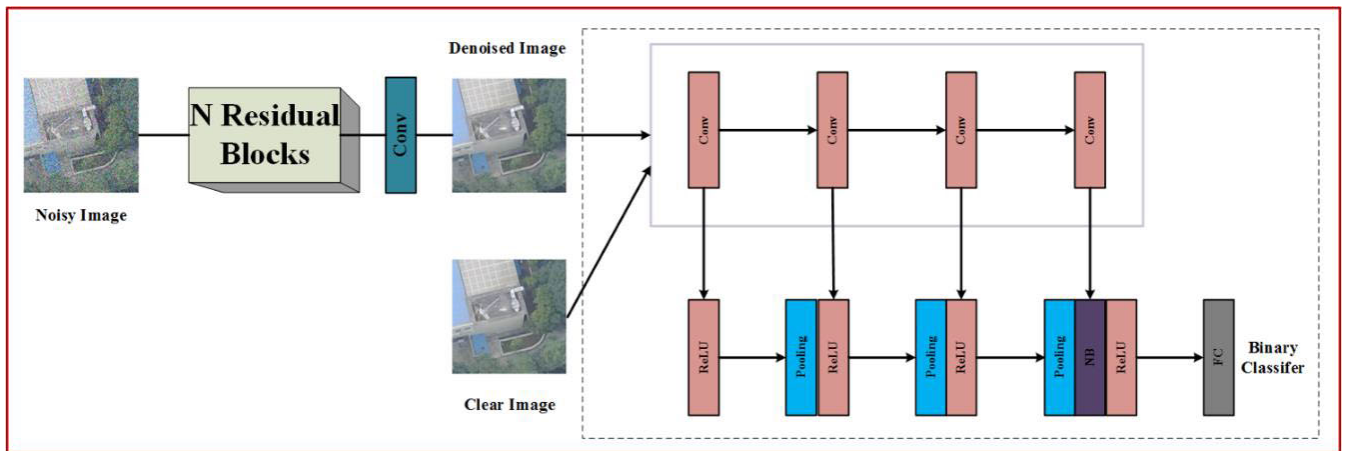 Denoised Image
N Residual
Blocks
Conv
Noisy Image
Clear Image
Conv
Conv
Conv
Conv
ReLU
Pooling
ReLU
Pooling
ReLU
Pooling
NB
ReLU
FC
Binary
Classifer